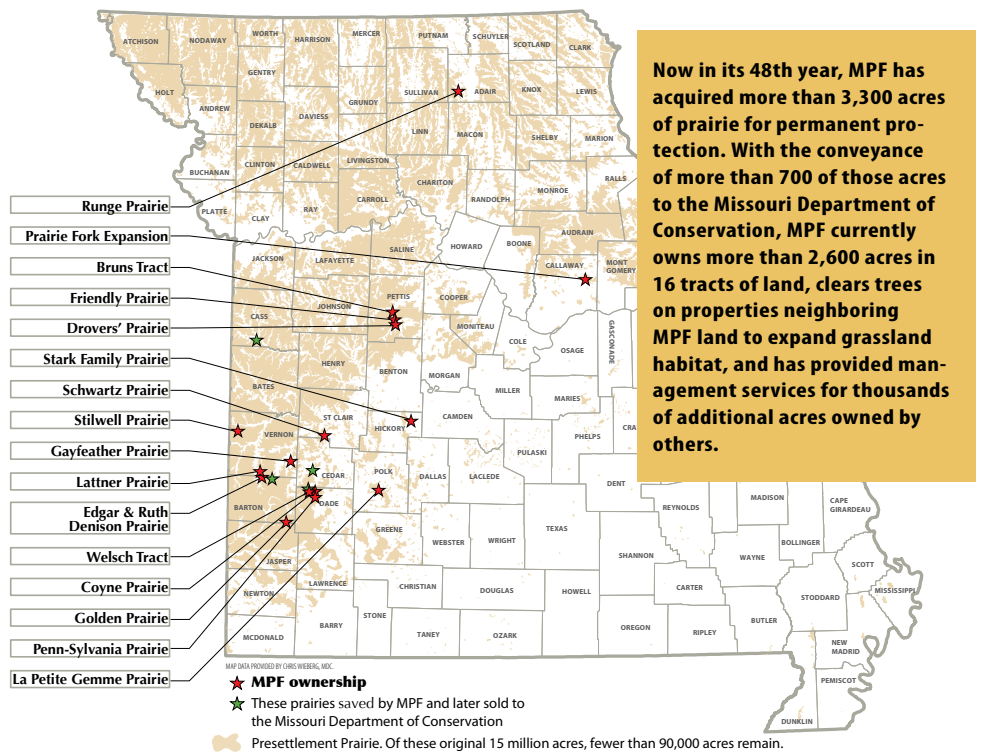 ATCHISON
NODAWAY
WORTH
HARRISON
MERCER
PUTNAM
SCHUYLER
SCOTLAND
CLARK
HOLT
GENTRY
ANDREW
DEKALB
DAVIESS
GRUNDY
SULLIVAN
ADAIR
KNOX
LEWIS
LINN
MACON
SHELBY
MARION
BUCHANAN
CLINTON
CALDWELL
LIVINGSTON
CHARITON
RANDOLPH
MONROE
RALLS
PLATTE
CLAY
RAY
CARROLL
SALINE
HOWARD
BOONE
AUDRAIN
CALLAWAY
MONT
GOMERY
JACKSON
LAFAYETTE
PETTIS
COOPER
JOHNSON
CASS
MONITEAU
COLE
OSAGE
GASCONADE
HENRY
BENTON
MORGAN
MILLER
MARIES
BATES
ST CLAIR
HICKORY
CAMDEN
PHELPS
CRA
VERNON
PULASKI
CEDAR
POLK
DALLAS
LACLEDE
DENT
BARTON
DADE
GREENE
WEBSTER
WRIGHT
TEXAS
REYNOLDS
MADISON
CAPE
GIRARDEAU
BOLLINGER
SHANNON
WAYNE
SCOTT
MISSISSIPPI
STODDARD
JASPER
LAWRENCE
CHRISTIAN
DOUGLAS
HOWELL
CARTER
NEWTON
STONE
BARRY
TANEY
OZARK
OREGON
RIPLEY
BUTLER
MCDONALD
NEW
MADRID
PEMISCOT
DUNKLIN
Runge Prairie
Prairie Fork Expansion
Bruns Tract
Friendly Prairie
Drovers’ Prairie
Stark Family Prairie
Schwartz Prairie
Stilwell Prairie
Gayfeather Prairie
Lattner Prairie
Edgar & Ruth
Denison Prairie
Welsch Tract
Coyne Prairie
Golden Prairie
Penn-Sylvania Prairie
La Petite Gemme Prairie
Now in its 48th year, MPF has
acquired more than 3,300 acres
of prairie for permanent pro-
tection. With the conveyance
of more than 700 of those acres
to the Missouri Department of
Conservation, MPF currently
owns more than 2,600 acres in
16 tracts of land, clears trees
on properties neighboring
MPF land to expand grassland
habitat, and has provided man-
agement services for thousands
of additional acres owned by
others.
MAP DATA PROVIDED BY CHRIS WIEBERG, MDC.
MPF ownership
These prairies saved by MPF and later sold to
the Missouri Department of Conservation
Presettlement Prairie. Of these original 15 million acres, fewer than 90,000 acres remain.